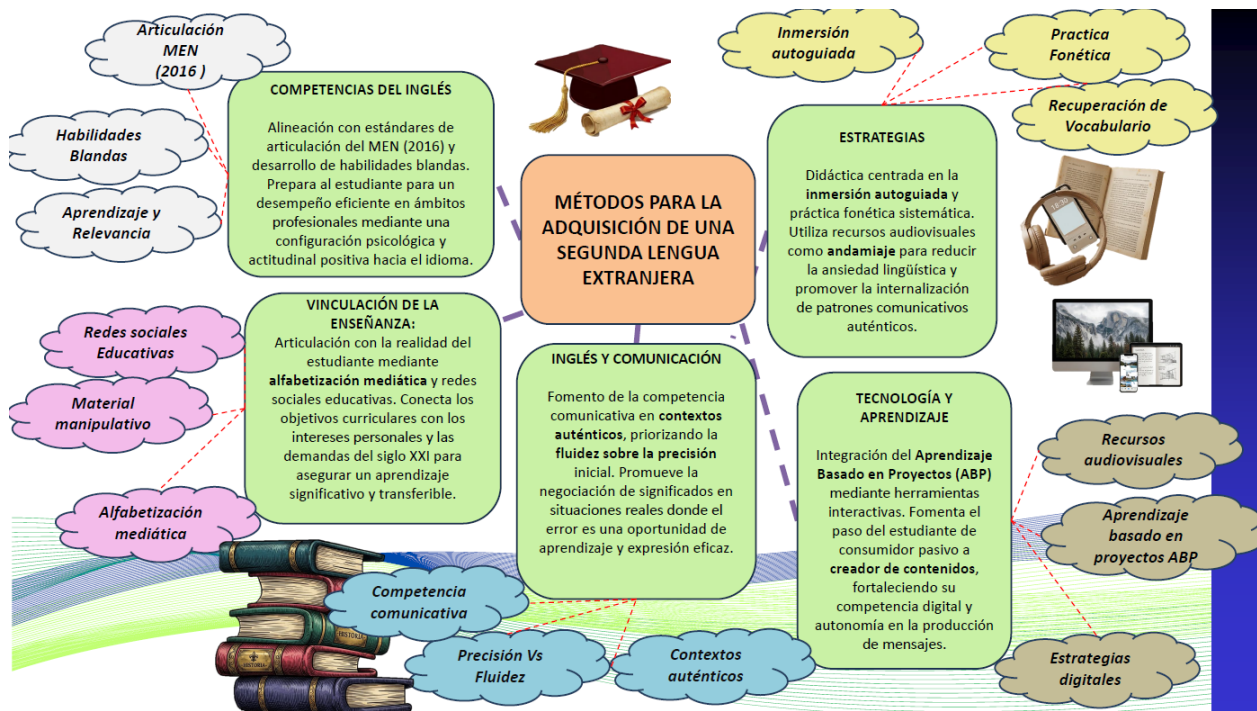 Articulación
MEN
(2016 )
Habilidades
Blandas
Aprendizaje y
Relevancia
COMPETENCIAS DEL INGLÉS
Alineación con estándares de
articulación del MEN (2016) y
desarrollo de habilidades blandas.
Prepara al estudiante para un
desempeño eficiente en ámbitos
profesionales mediante una
configuración psicológica y
actitudinal positiva hacia el idioma.
MÉTODOS PARA LA
ADQUISICIÓN DE UNA
SEGUNDA LENGUA
EXTRANJERA
Inmersión
autoguiada
Practica
Fonética
Recuperación de
Vocabulario
ESTRATEGIAS
Didáctica centrada en la
inmersión autoguiada y
práctica fonética sistemática.
Utiliza recursos audiovisuales
como andamiaje para reducir
la ansiedad lingüística y
promover la internalización
de patrones comunicativos
auténticos.
18:30
Redes sociales
Educativas
Material
manipulativo
Alfabetización
mediática
VINCULACIÓN DE LA
ENSEÑANZA:
Articulación con la realidad del
estudiante mediante
alfabetización mediática y redes
sociales educativas. Conecta los
objetivos curriculares con los
intereses personales y las
demandas del siglo XXI para
asegurar un aprendizaje
significativo y transferible.
INGLÉS Y COMUNICACIÓN
Fomento de la competencia
comunicativa en contextos
auténticos, priorizando la
fluidez sobre la precisión
inicial. Promueve la
negociación de significados en
situaciones reales donde el
error es una oportunidad de
aprendizaje y expresión eficaz.
Competencia
comunicativa
Precisión Vs
Fluidez
Contextos
auténticos
TECNOLOGÍA Y
APRENDIZAJE
Integración del Aprendizaje
Basado en Proyectos (ABP)
mediante herramientas
interactivas. Fomenta el
paso del estudiante de
consumidor pasivo a
creador de contenidos,
fortaleciendo su
competencia digital y
autonomía en la producción
de mensajes.
Recursos
audiovisuales
Aprendizaje
basado en
proyectos ABP
Estrategias
digitales
HISTORIA
HISTORIA